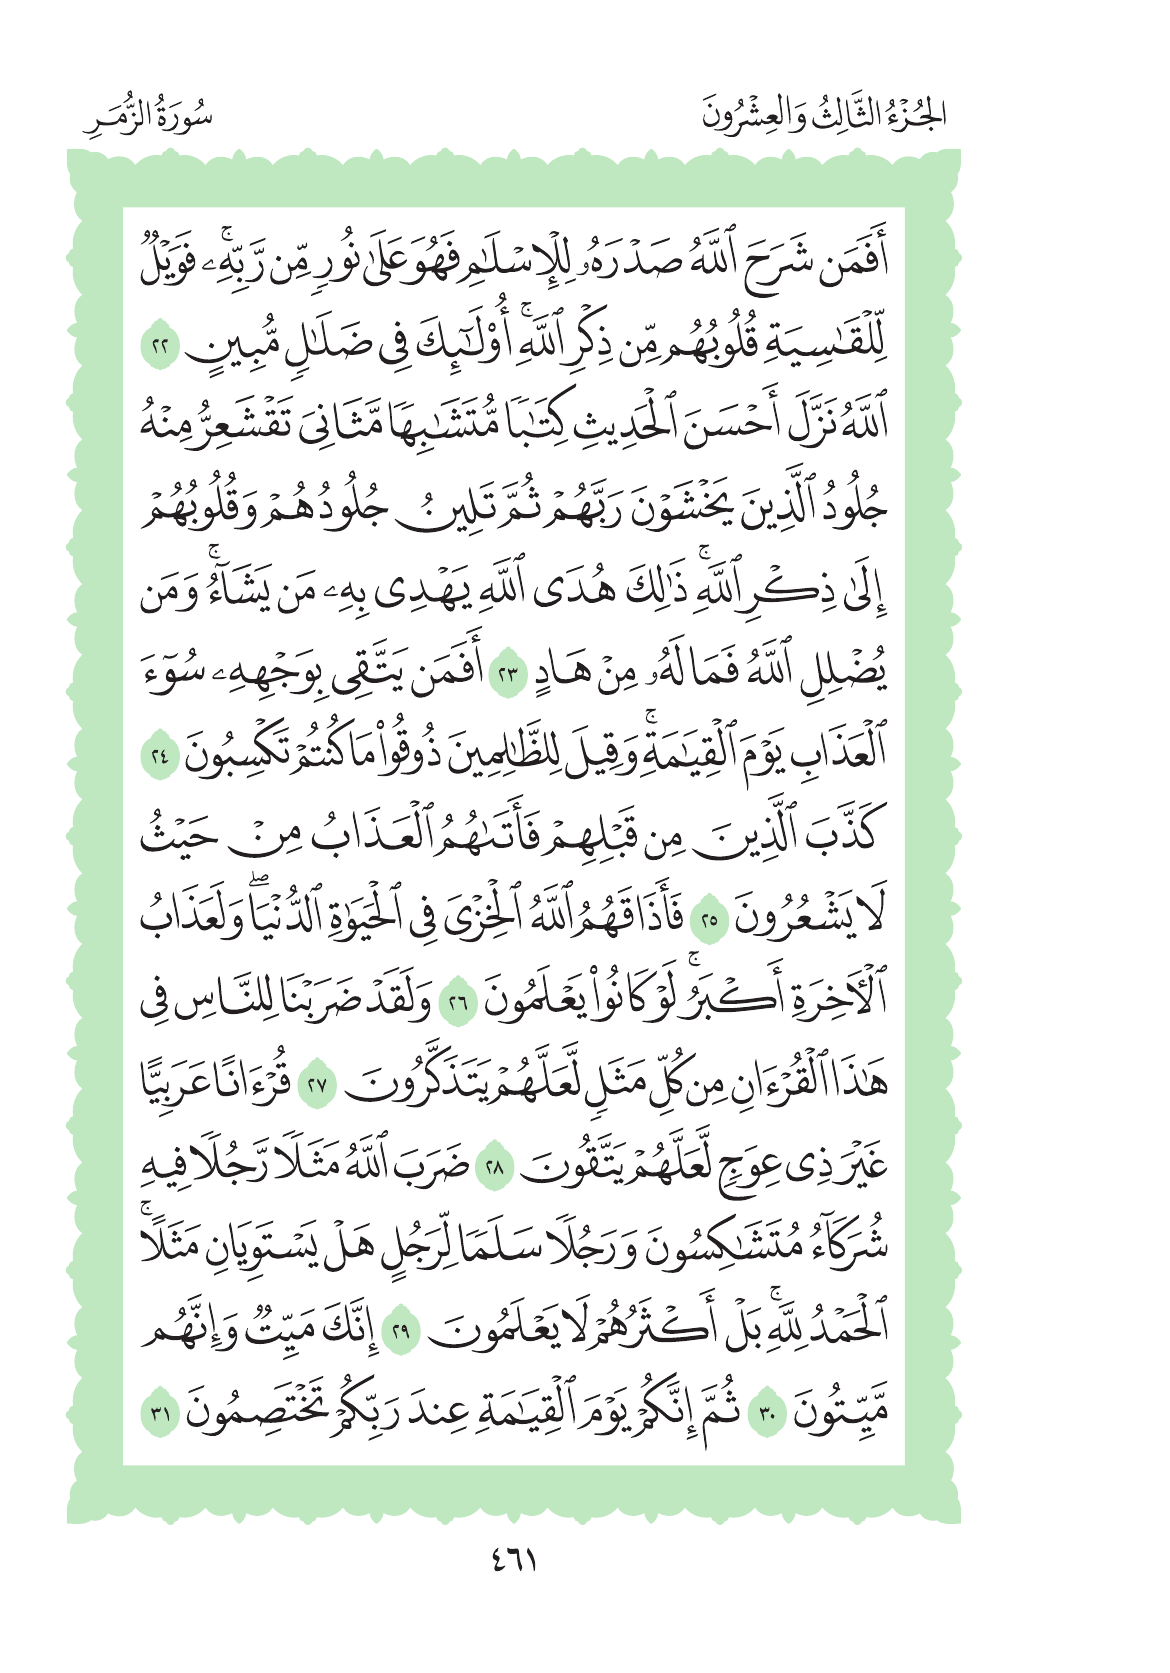 الجُزْءُ الثَّالِثُ وَالعِشْرُونَ
سُورَةُ الزُّمَرِ
أَفَمَن شَرَحَ ٱللَّهُ صَدۡرَهُۥ لِلۡإِسۡلَٰمِ فَهُوَ عَلَىٰ نُورٖ مِّن رَّبِّهِۦۚ فَوَيۡلٞ
لِّلۡقَٰسِيَةِ قُلُوبُهُم مِّن ذِكۡرِ ٱللَّهِۚ أُوْلَٰٓئِكَ فِي ضَلَٰلٖ مُّبِينٍ ٢٢
ٱللَّهُ نَزَّلَ أَحۡسَنَ ٱلۡحَدِيثِ كِتَٰبٗا مُّتَشَٰبِهٗا مَّثَانِيَ تَقۡشَعِرُّ مِنۡهُ
جُلُودُ ٱلَّذِينَ يَخۡشَوۡنَ رَبَّهُمۡ ثُمَّ تَلِينُ جُلُودُهُمۡ وَقُلُوبُهُمۡ
إِلَىٰ ذِكۡرِ ٱللَّهِۚ ذَٰلِكَ هُدَى ٱللَّهِ يَهۡدِي بِهِۦ مَن يَشَآءُۚ وَمَن
يُضۡلِلِ ٱللَّهُ فَمَا لَهُۥ مِنۡ هَادٍ ٢٣ أَفَمَن يَتَّقِي بِوَجۡهِهِۦ سُوٓءَ
ٱلۡعَذَابِ يَوۡمَ ٱلۡقِيَٰمَةِۚ وَقِيلَ لِلظَّٰلِمِينَ ذُوقُواْ مَا كُنتُمۡ تَكۡسِبُونَ ٢٤
كَذَّبَ ٱلَّذِينَ مِن قَبۡلِهِمۡ فَأَتَىٰهُمُ ٱلۡعَذَابُ مِنۡ حَيۡثُ
لَا يَشۡعُرُونَ ٢٥ فَأَذَاقَهُمُ ٱللَّهُ ٱلۡخِزۡيَ فِي ٱلۡحَيَوٰةِ ٱلدُّنۡيَاۖ وَلَعَذَابُ
ٱلۡأٓخِرَةِ أَكۡبَرُۚ لَوۡ كَانُواْ يَعۡلَمُونَ ٢٦ وَلَقَدۡ ضَرَبۡنَا لِلنَّاسِ فِي
هَٰذَا ٱلۡقُرۡءَانِ مِن كُلِّ مَثَلٖ لَّعَلَّهُمۡ يَتَذَكَّرُونَ ٢٧ قُرۡءَانًا عَرَبِيًّا
غَيۡرَ ذِي عِوَجٖ لَّعَلَّهُمۡ يَتَّقُونَ ٢٨ ضَرَبَ ٱللَّهُ مَثَلٗا رَّجُلٗا فِيهِ
شُرَكَآءُ مُتَشَٰكِسُونَ وَرَجُلٗا سَلَمٗا لِّرَجُلٍ هَلۡ يَسۡتَوِيَانِ مَثَلًاۚ
ٱلۡحَمۡدُ لِلَّهِۚ بَلۡ أَكۡثَرُهُمۡ لَا يَعۡلَمُونَ ٢٩ إِنَّكَ مَيِّتٞ وَإِنَّهُم
مَّيِّتُونَ ٣٠ ثُمَّ إِنَّكُمۡ يَوۡمَ ٱلۡقِيَٰمَةِ عِندَ رَبِّكُمۡ تَخۡتَصِمُونَ ٣١
٤٦١